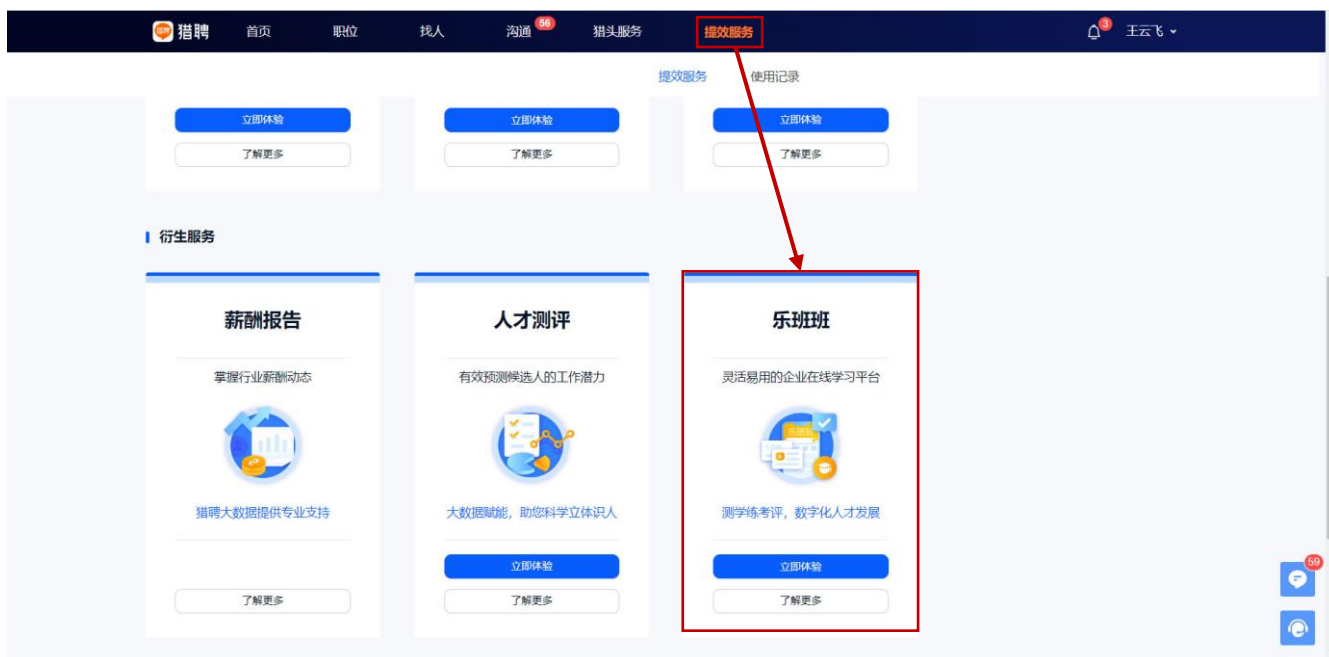 猎聘 首页 职位 找人 沟通 56 猎头服务 提效服务 3 王云飞
提效服务 使用记录
立即体验 立即体验 立即体验
了解更多 了解更多 了解更多
衍生服务
薪酬报告 人才测评 乐班班
掌握行业薪酬动态 有效预测候选人的工作潜力 灵活易用的企业在线学习平台
猎聘大数据提供专业支持 大数据赋能，助您科学立体识人 测学练考评，数字化人才发展
立即体验 立即体验
59
了解更多 了解更多 了解更多